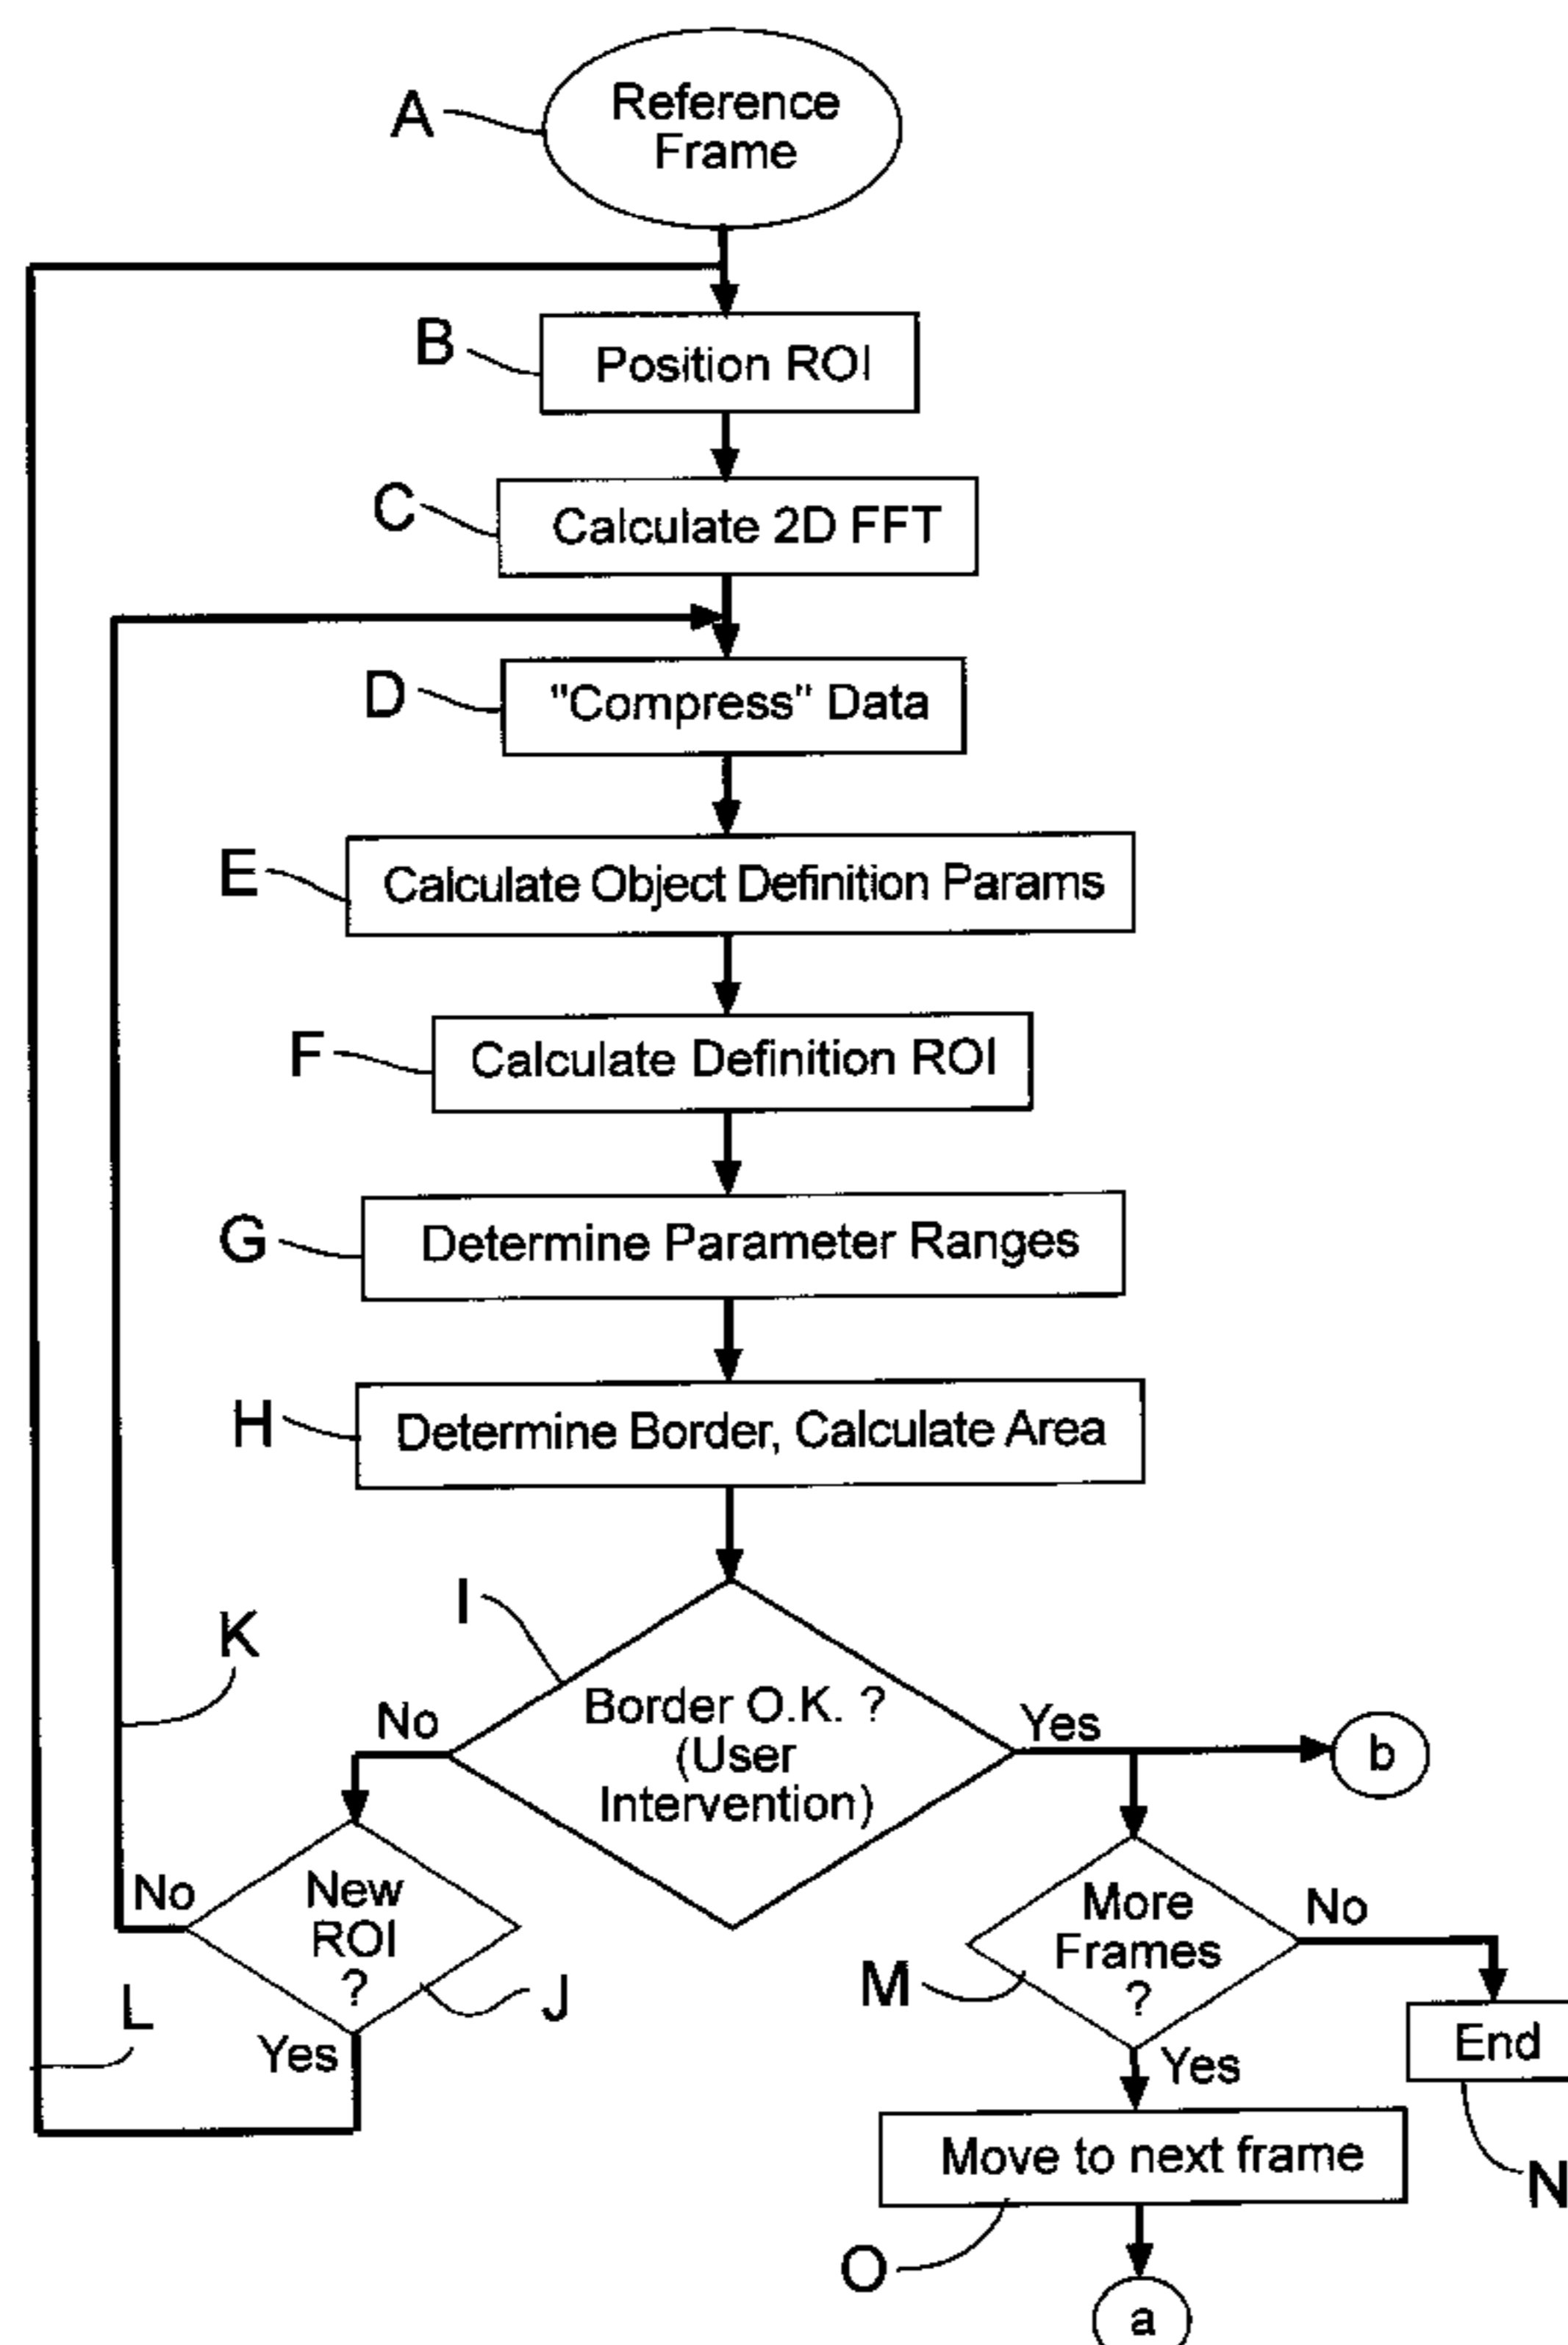 A
Reference
Frame
B
Position ROI
C
Calculate 2D FFT
D
"Compress" Data
E
Calculate Object Definition Params
F
Calculate Definition ROI
G
Determine Parameter Ranges
H
Determine Border, Calculate Area
I
K
Border O.K. ?
(User
Intervention)
No
Yes
b
No
New
ROI
?
J
L
Yes
More
Frames
?
M
No
End
N
Yes
Move to next frame
O
a